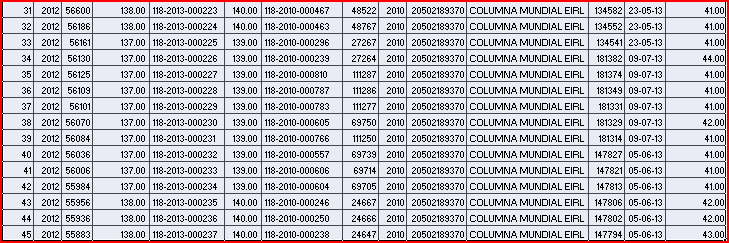 31 2012 56600 138.00 118-2013-000223 140.00 118-2010-000467 48522 2010 20502189370 COLUMNA MUNDIAL EIRL 134582 23-05-13 41.00
32 2012 56186 138.00 118-2013-000224 140.00 118-2010-000463 48767 2010 20502189370 COLUMNA MUNDIAL EIRL 134552 23-05-13 41.00
33 2012 56161 137.00 118-2013-000225 139.00 118-2010-000296 27267 2010 20502189370 COLUMNA MUNDIAL EIRL 134541 23-05-13 41.00
34 2012 56130 137.00 118-2013-000226 139.00 118-2010-000239 27264 2010 20502189370 COLUMNA MUNDIAL EIRL 181382 09-07-13 44.00
35 2012 56125 137.00 118-2013-000227 139.00 118-2010-000810 111287 2010 20502189370 COLUMNA MUNDIAL EIRL 181374 09-07-13 41.00
36 2012 56109 137.00 118-2013-000228 139.00 118-2010-000787 111286 2010 20502189370 COLUMNA MUNDIAL EIRL 181349 09-07-13 41.00
37 2012 56101 137.00 118-2013-000229 139.00 118-2010-000783 111277 2010 20502189370 COLUMNA MUNDIAL EIRL 181331 09-07-13 41.00
38 2012 56070 137.00 118-2013-000230 139.00 118-2010-000605 69750 2010 20502189370 COLUMNA MUNDIAL EIRL 181329 09-07-13 42.00
39 2012 56084 137.00 118-2013-000231 139.00 118-2010-000766 111250 2010 20502189370 COLUMNA MUNDIAL EIRL 181314 09-07-13 41.00
40 2012 56036 137.00 118-2013-000232 139.00 118-2010-000557 69739 2010 20502189370 COLUMNA MUNDIAL EIRL 147827 05-06-13 41.00
41 2012 56006 137.00 118-2013-000233 139.00 118-2010-000606 69714 2010 20502189370 COLUMNA MUNDIAL EIRL 147821 05-06-13 41.00
42 2012 55984 137.00 118-2013-000234 139.00 118-2010-000604 69705 2010 20502189370 COLUMNA MUNDIAL EIRL 147813 05-06-13 41.00
43 2012 55956 138.00 118-2013-000235 140.00 118-2010-000246 24667 2010 20502189370 COLUMNA MUNDIAL EIRL 147806 05-06-13 42.00
44 2012 55936 138.00 118-2013-000236 140.00 118-2010-000250 24666 2010 20502189370 COLUMNA MUNDIAL EIRL 147802 05-06-13 42.00
45 2012 55883 138.00 118-2013-000237 140.00 118-2010-000238 24647 2010 20502189370 COLUMNA MUNDIAL EIRL 147794 05-06-13 43.00